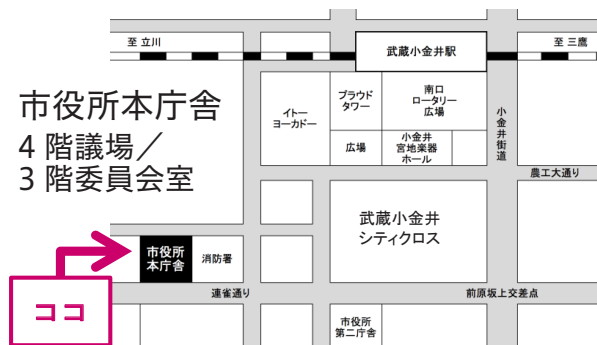 至 立川
武蔵小金井駅
至 三鷹
市役所本庁舎
4 階議場／
3 階委員会室
イトー
ヨーカドー
プラウド
タワー
南口
ロータリー
広場
広場
小金井
宮地楽器
ホール
小金井街道
農工大通り
武蔵小金井
シティクロス
市役所
本庁舎
消防署
ココ
連雀通り
前原坂上交差点
市役所
第二庁舎